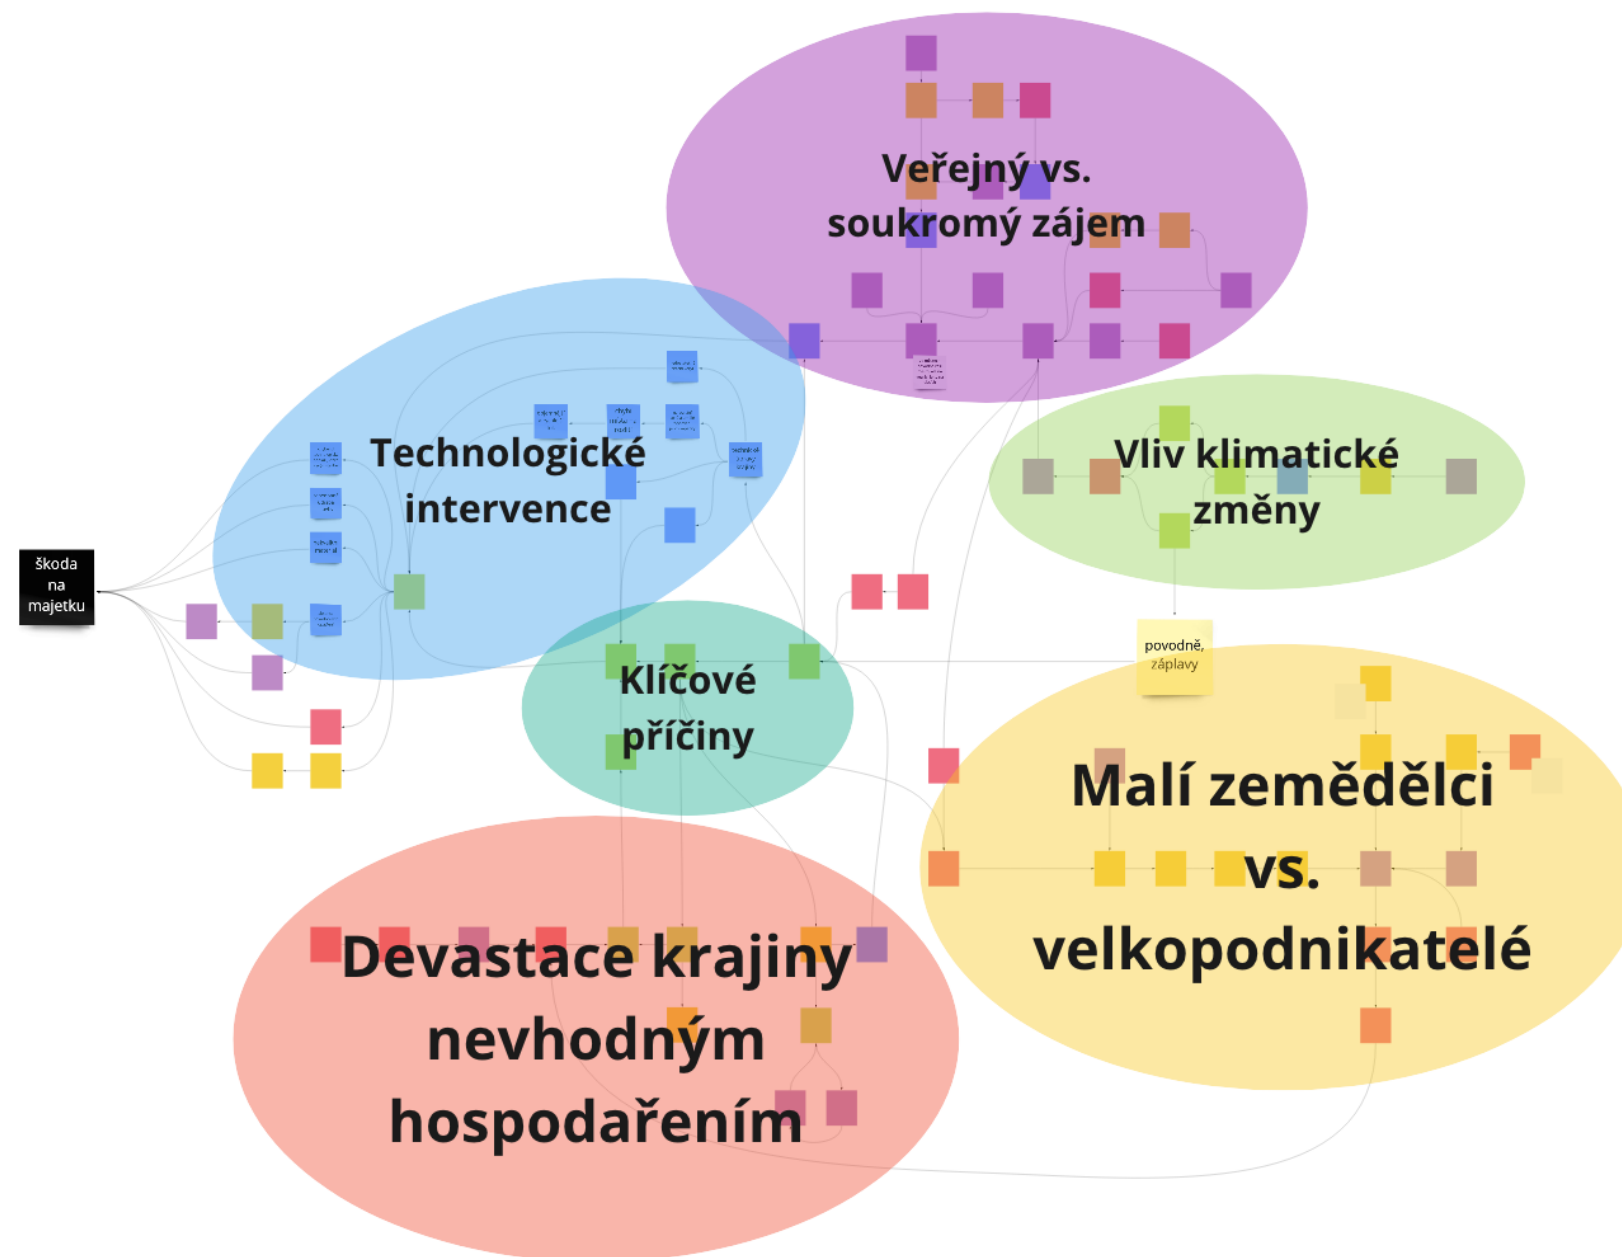 Veřejný vs.
soukromý zájem
Technologické
intervence
Vliv klimatické
změny
škoda
na
majetku
povodně,
záplavy
Klíčové
příčiny
Malí zemědělci
vs.
velkopodnikatelé
Devastace krajiny
nevhodným
hospodařením